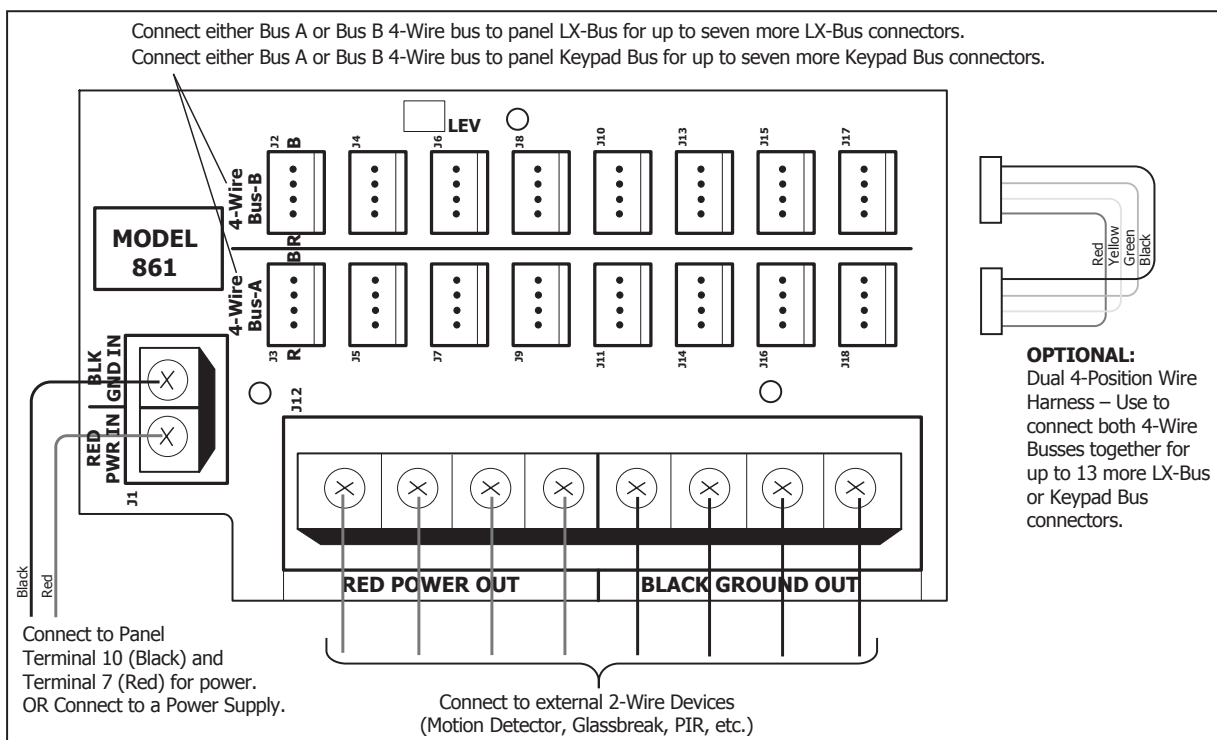 Connect either Bus A or Bus B 4-Wire bus to panel LX-Bus for up to seven more LX-Bus connectors.
Connect either Bus A or Bus B 4-Wire bus to panel Keypad Bus for up to seven more Keypad Bus connectors.
LEV
J2
B
J4
J6
J8
J10
J13
J15
J17
4-Wire
Bus-B
R
MODEL
861
B
4-Wire
Bus-A
J3
R
J5
J7
J9
J11
J14
J16
J18
Red
Yellow
Green
Black
OPTIONAL:
Dual 4-Position Wire
Harness – Use to
connect both 4-Wire
Busses together for
up to 13 more LX-Bus
or Keypad Bus
connectors.
BLK
GND IN
RED
PWR IN
J1
J12
RED POWER OUT
BLACK GROUND OUT
Black
Red
Connect to Panel
Terminal 10 (Black) and
Terminal 7 (Red) for power.
OR Connect to a Power Supply.
Connect to external 2-Wire Devices
(Motion Detector, Glassbreak, PIR, etc.)